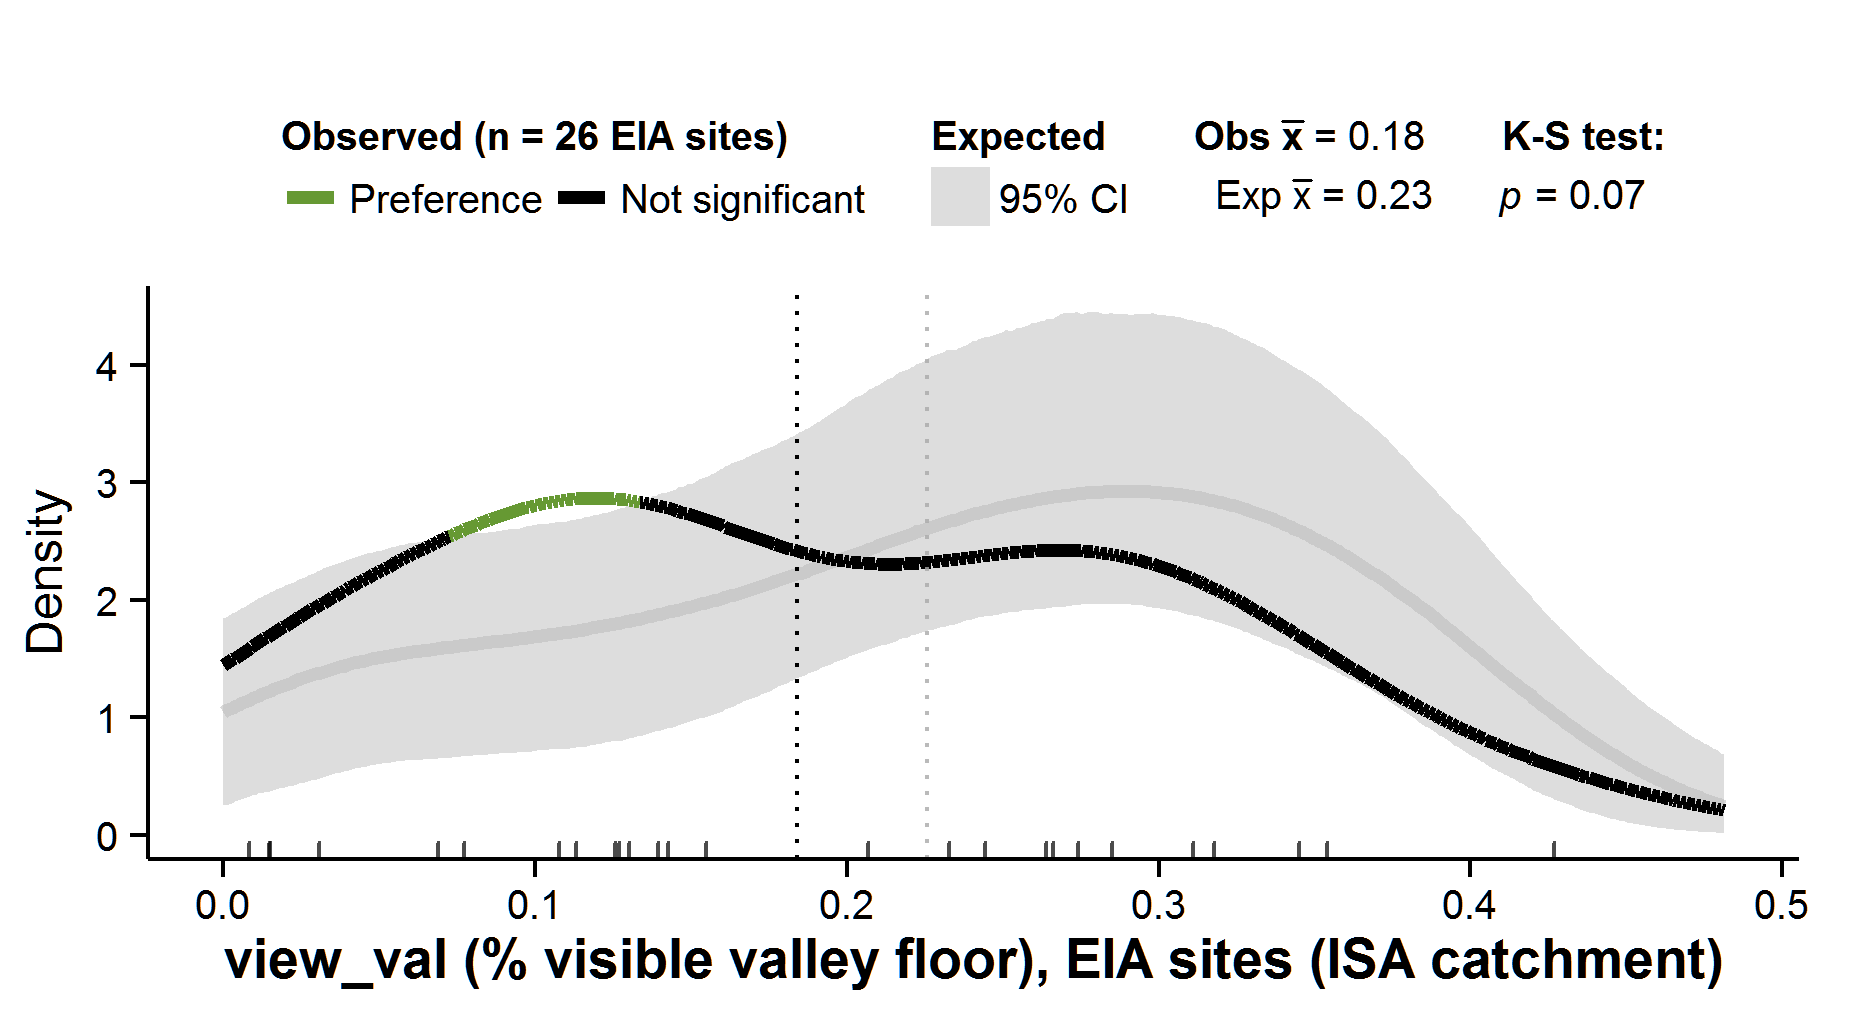 Observed (n = 26 EIA sites) Expected Obs x̅ = 0.18 K-S test:
Preference Not significant 95% CI Exp x̅ = 0.23 p = 0.07
Density
4
3
2
1
0
0.0 0.1 0.2 0.3 0.4 0.5
view_val (% visible valley floor), EIA sites (ISA catchment)